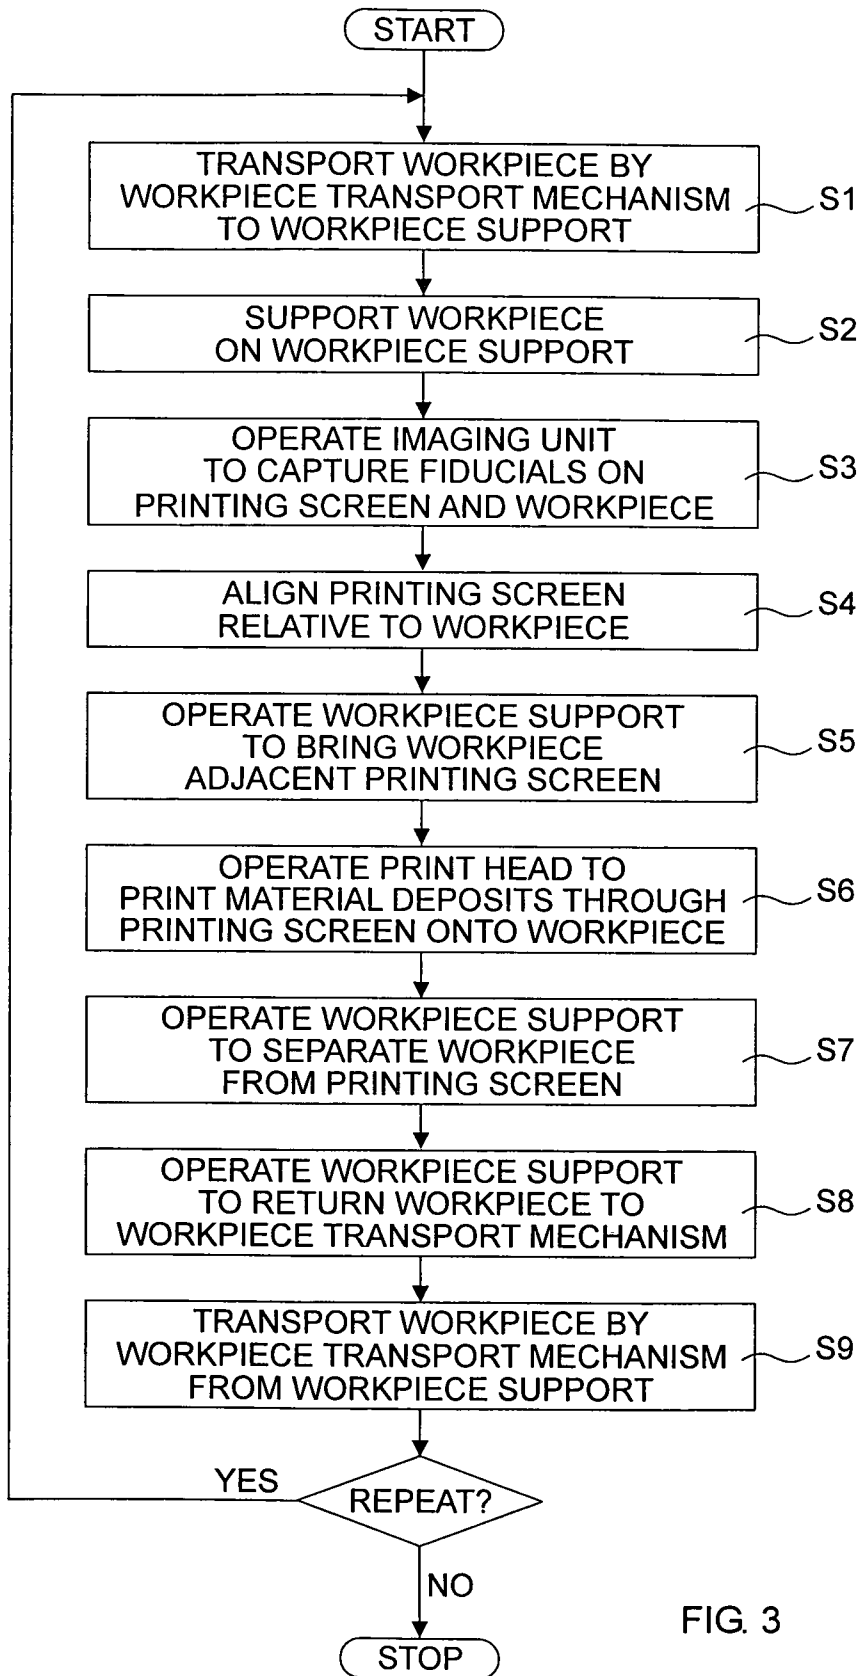 START
TRANSPORT WORKPIECE BY
WORKPIECE TRANSPORT MECHANISM
TO WORKPIECE SUPPORT
S1
SUPPORT WORKPIECE
ON WORKPIECE SUPPORT
S2
OPERATE IMAGING UNIT
TO CAPTURE FIDUCIALS ON
PRINTING SCREEN AND WORKPIECE
S3
ALIGN PRINTING SCREEN
RELATIVE TO WORKPIECE
S4
OPERATE WORKPIECE SUPPORT
TO BRING WORKPIECE
ADJACENT PRINTING SCREEN
S5
OPERATE PRINT HEAD TO
PRINT MATERIAL DEPOSITS THROUGH
PRINTING SCREEN ONTO WORKPIECE
S6
OPERATE WORKPIECE SUPPORT
TO SEPARATE WORKPIECE
FROM PRINTING SCREEN
S7
OPERATE WORKPIECE SUPPORT
TO RETURN WORKPIECE TO
WORKPIECE TRANSPORT MECHANISM
S8
TRANSPORT WORKPIECE BY
WORKPIECE TRANSPORT MECHANISM
FROM WORKPIECE SUPPORT
S9
YES
REPEAT?
NO
STOP
FIG. 3